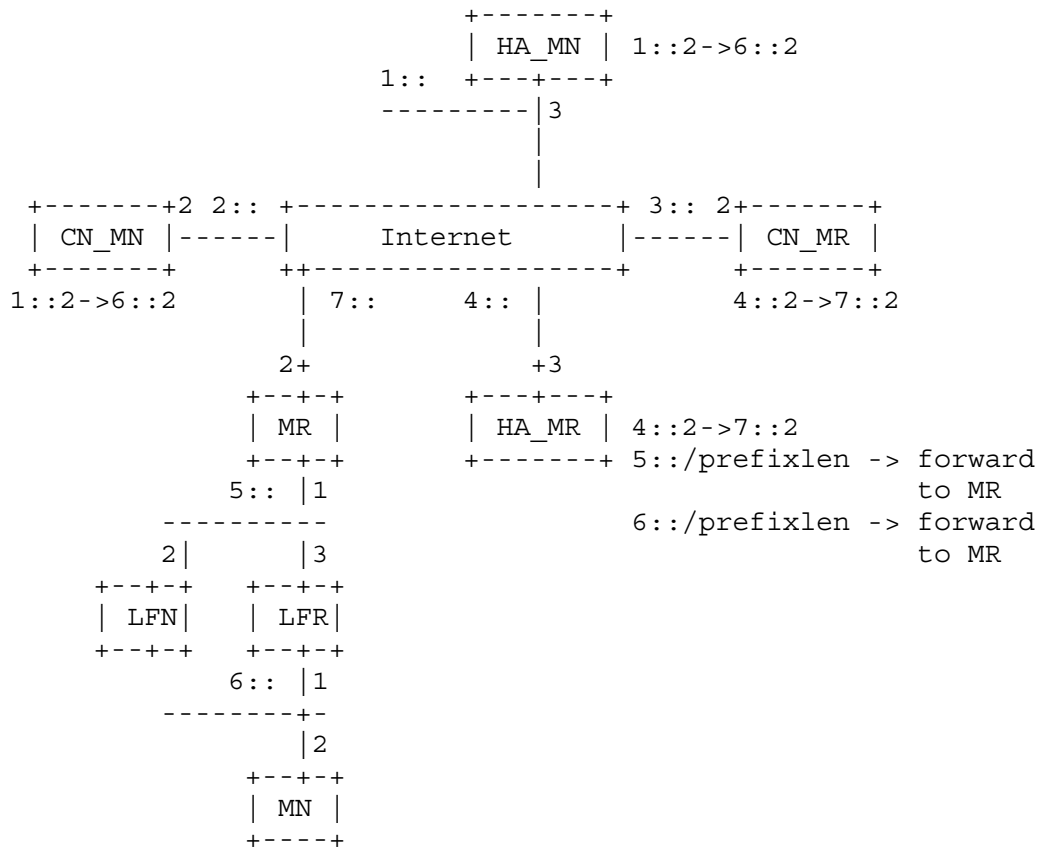 HA_MN 1::2->6::2
1::
3
2 2:: 3:: 2
CN_MN Internet CN_MR
1::2->6::2 7:: 4:: 4::2->7::2
2 3
MR HA_MR 4::2->7::2
5::/prefixlen -> forward
5:: 1 to MR
6::/prefixlen -> forward
2 3 to MR
LFN LFR
6:: 1
2
MN